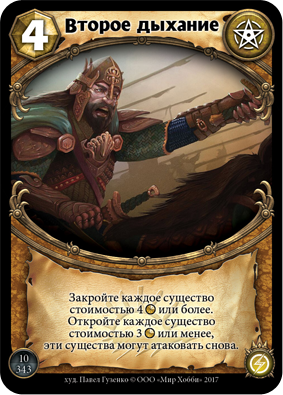 4
Второе дыхание
Закройте каждое существо
стоимостью 4 или более.
Откройте каждое существо
стоимостью 3 или менее,
эти существа могут атаковать снова.
10
343
худ. Павел Гузенко © ООО «Мир Хобби» 2017